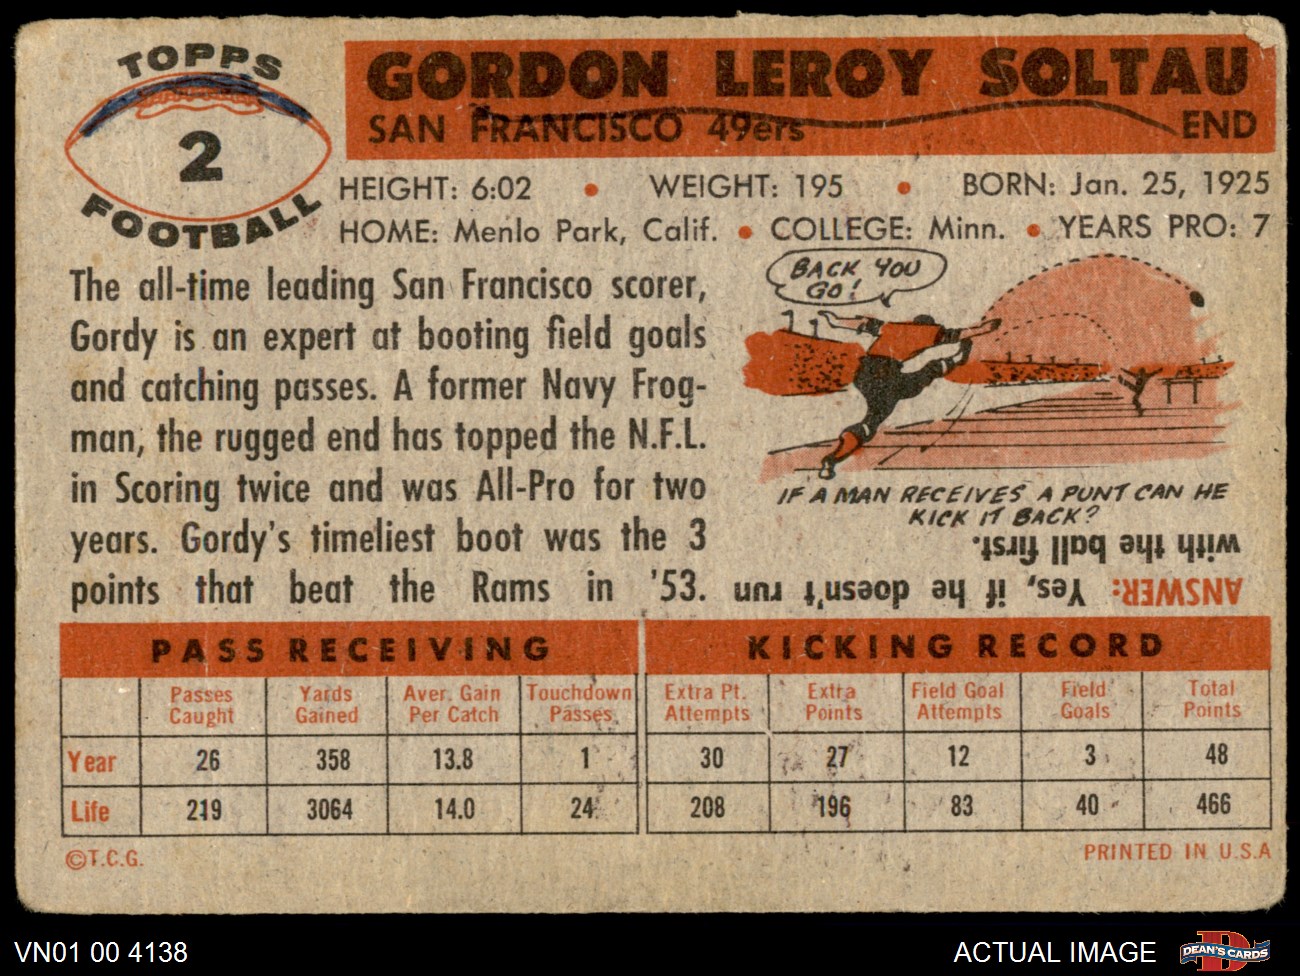 TOPPS
2
FOOTBALL
GORDON LEROY SOLTAU
SAN FRANCISCO 49ers END
HEIGHT: 6:02 • WEIGHT: 195 • BORN: Jan. 25, 1925
HOME: Menlo Park, Calif. • COLLEGE: Minn. • YEARS PRO: 7
The all-time leading San Francisco scorer,
Gordy is an expert at booting field goals
and catching passes. A former Navy Frog-
man, the rugged end has topped the N.F.L.
in Scoring twice and was All-Pro for two
years. Gordy's timeliest boot was the 3
points that beat the Rams in '53.
BACK YOU
GO!
IF A MAN RECEIVES A PUNT CAN HE
KICK IT BACK?
ANSWER: Yes, if he doesn't run
with the ball first.
PASS RECEIVING
Passes Caught Yards Gained Aver. Gain Per Catch Touchdown Passes
Year 26 358 13.8 1
Life 219 3064 14.0 24
KICKING RECORD
Extra Pt. Attempts Extra Points Field Goal Attempts Field Goals Total Points
30 27 12 3 48
208 196 83 40 466
©T.C.G.
PRINTED IN U.S.A
VN01 00 4138
ACTUAL IMAGE
D
DEAN'S CARDS